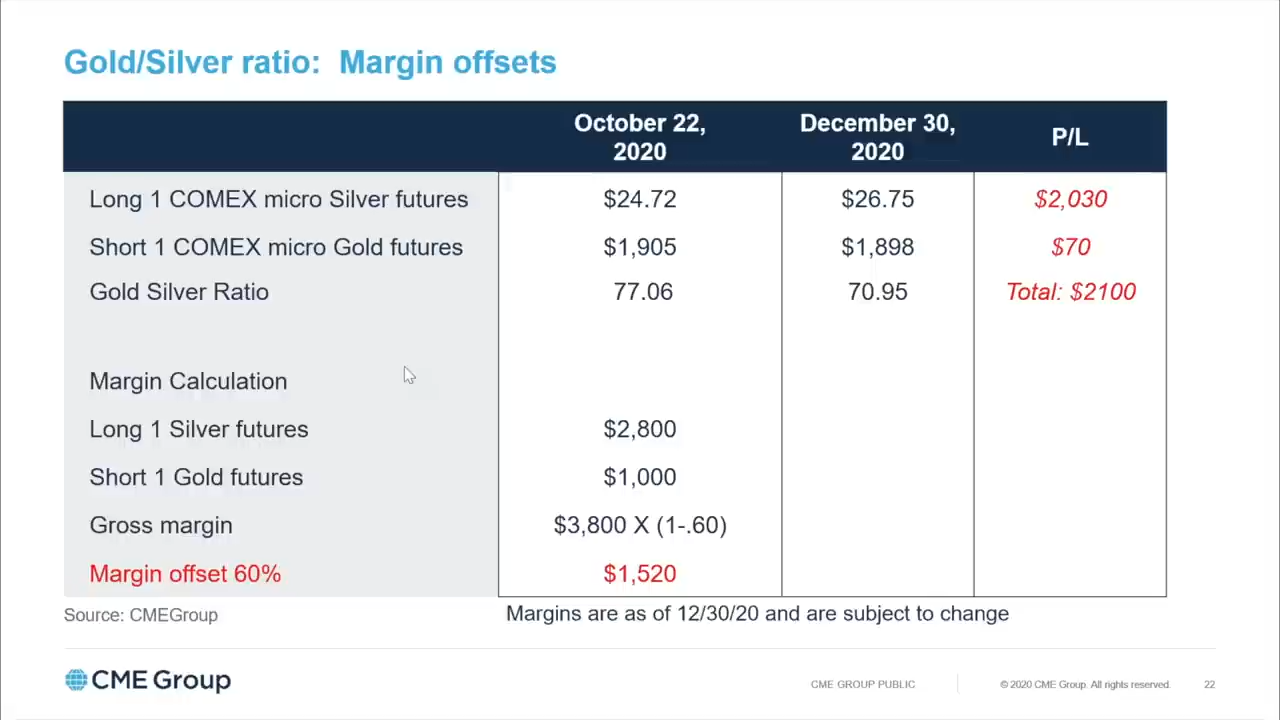 Gold/Silver ratio: Margin offsets
October 22, 2020 December 30, 2020 P/L
Long 1 COMEX micro Silver futures $24.72 $26.75 $2,030
Short 1 COMEX micro Gold futures $1,905 $1,898 $70
Gold Silver Ratio 77.06 70.95 Total: $2100
Margin Calculation
Long 1 Silver futures $2,800
Short 1 Gold futures $1,000
Gross margin $3,800 X (1-.60)
Margin offset 60% $1,520
Source: CMEGroup Margins are as of 12/30/20 and are subject to change
CME Group CME GROUP PUBLIC © 2020 CME Group. All rights reserved. 22